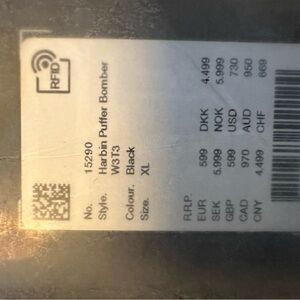 RFID
No. 15290
Style. Harbin Puffer Bomber
W3T3
Colour. Black
Size. XL
R.R.P.
EUR 599 DKK 4.499
SEK 5.999 NOK 5.999
GBP 599 USD 730
CAD 970 AUD 950
CNY 4.499 CHF 669